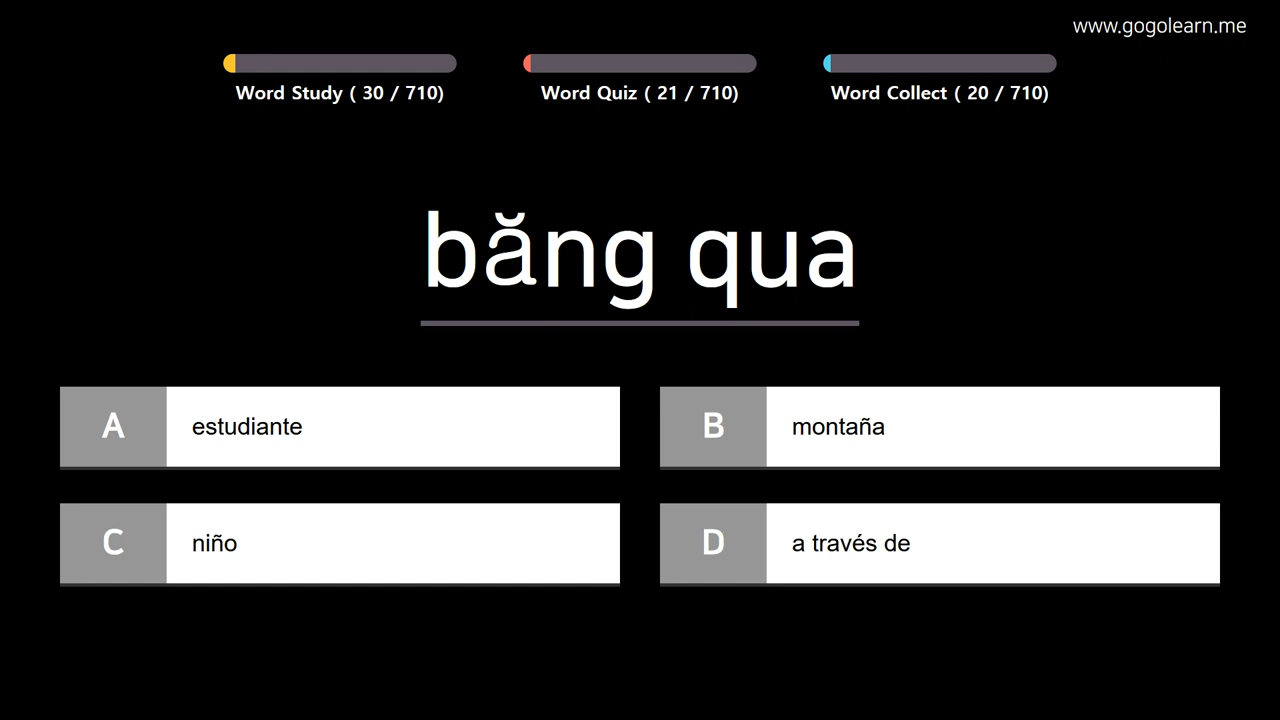 www.gogolearn.me
Word Study ( 30 / 710)
Word Quiz ( 21 / 710)
Word Collect ( 20 / 710)
băng qua
A estudiante
B montaña
C niño
D a través de